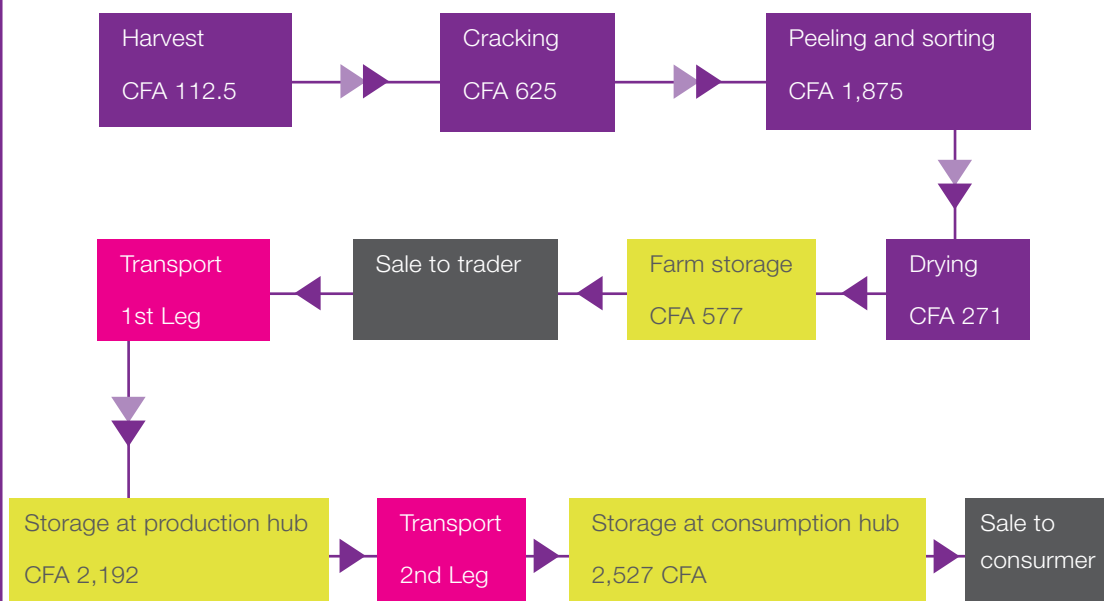 Harvest
CFA 112.5
Cracking
CFA 625
Peeling and sorting
CFA 1,875
Transport
1st Leg
Sale to trader
Farm storage
CFA 577
Drying
CFA 271
Storage at production hub
CFA 2,192
Transport
2nd Leg
Storage at consumption hub
2,527 CFA
Sale to
consurmer